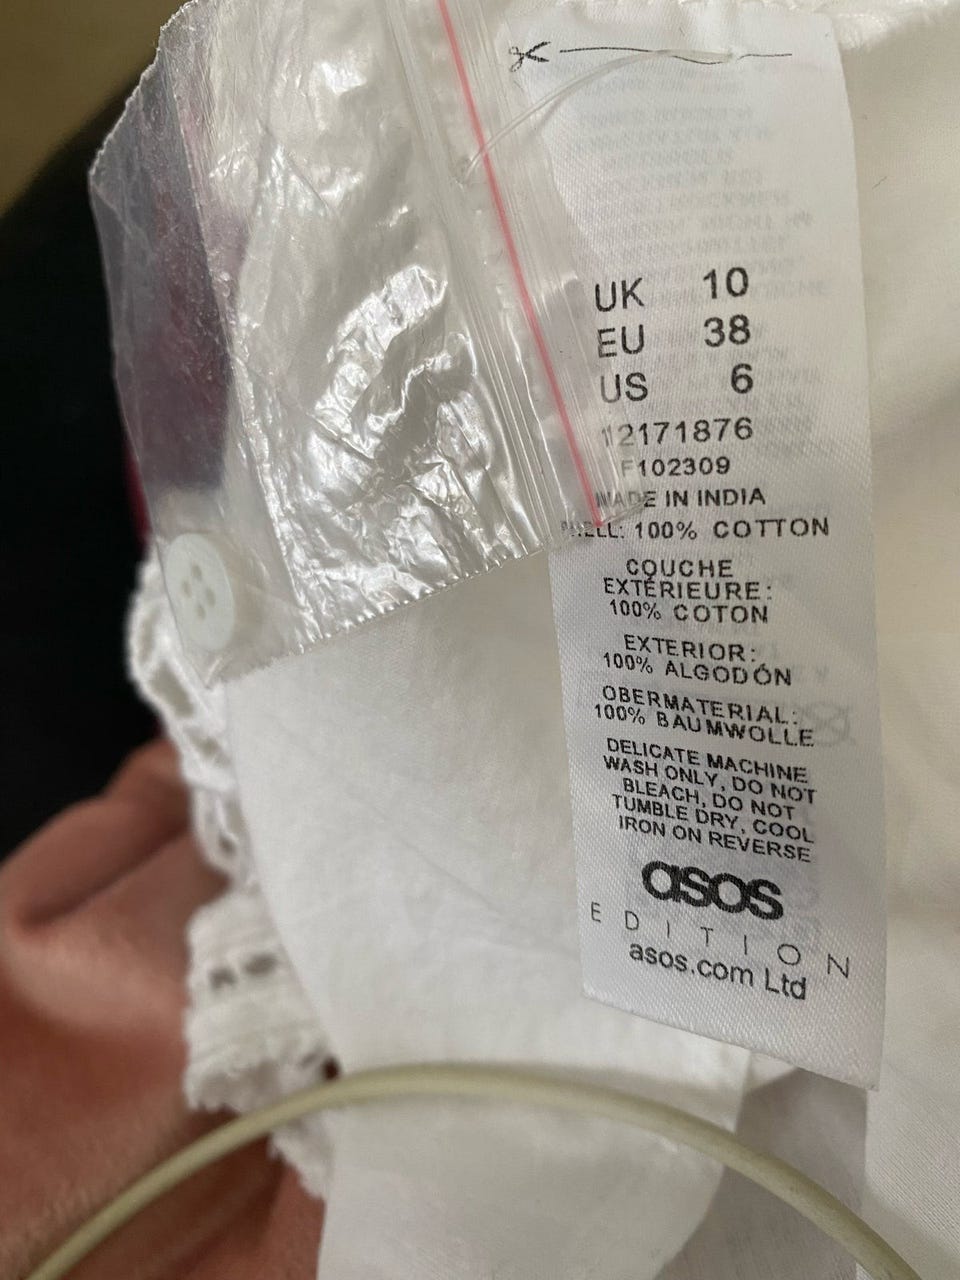 UK 10
EU 38
US 6
12171876
F102309
MADE IN INDIA
SHELL: 100% COTTON
COUCHE
EXTÉRIEURE:
100% COTON
EXTERIOR:
100% ALGODÓN
OBERMATERIAL:
100% BAUMWOLLE
DELICATE MACHINE
WASH ONLY, DO NOT
BLEACH, DO NOT
TUMBLE DRY, COOL
IRON ON REVERSE
asos
EDITION
asos.com Ltd